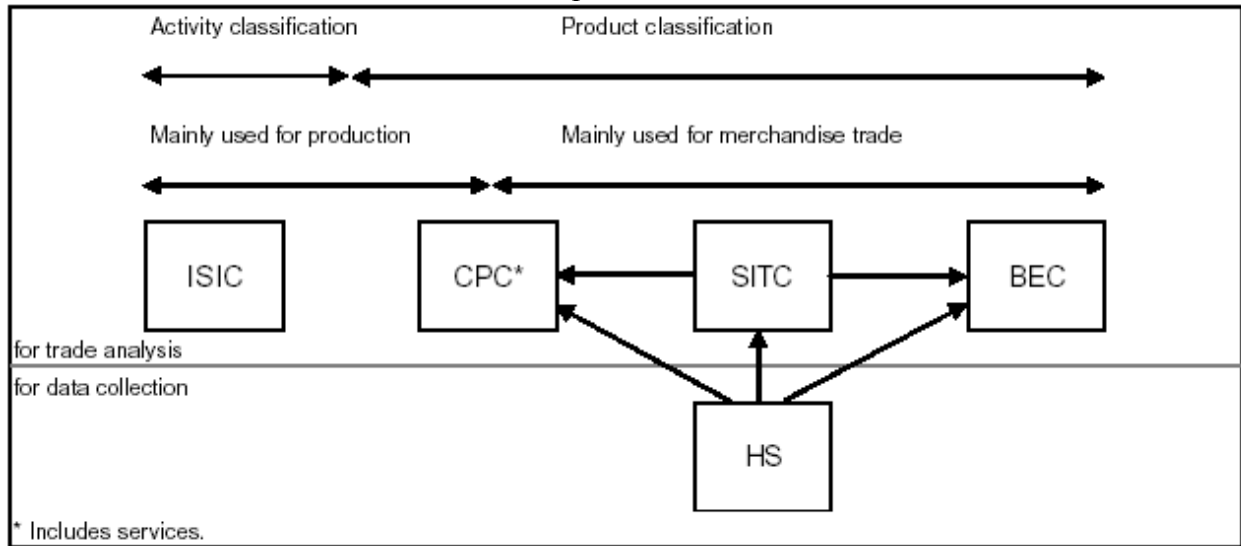 Activity classification
Product classification
Mainly used for production
Mainly used for merchandise trade
ISIC
CPC*
SITC
BEC
for trade analysis
for data collection
HS
* Includes services.